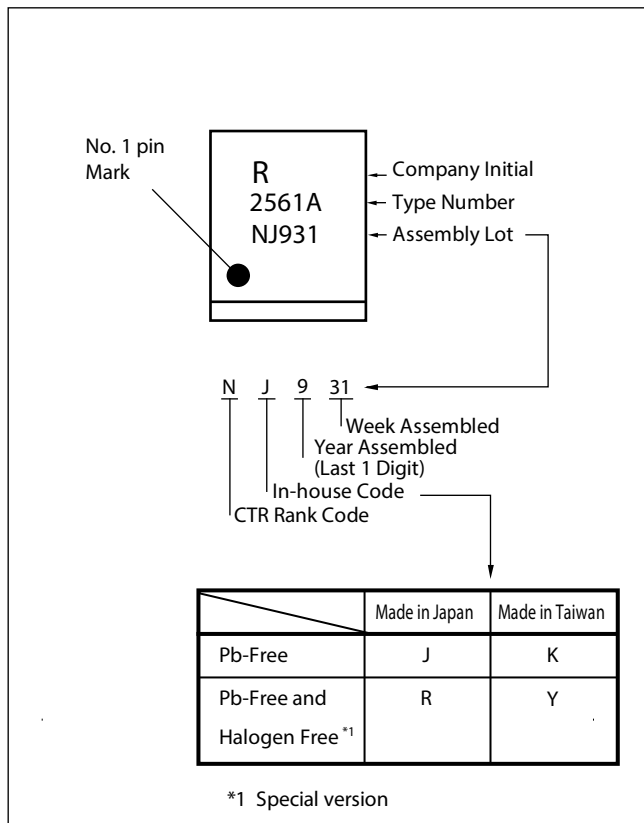 No. 1 pin
Mark
R
2561A
NJ931
Company Initial
Type Number
Assembly Lot
N J 9 31
Week Assembled
Year Assembled
(Last 1 Digit)
In-house Code
CTR Rank Code
Made in Japan Made in Taiwan
Pb-Free J K
Pb-Free and R Y
Halogen Free *1
*1 Special version